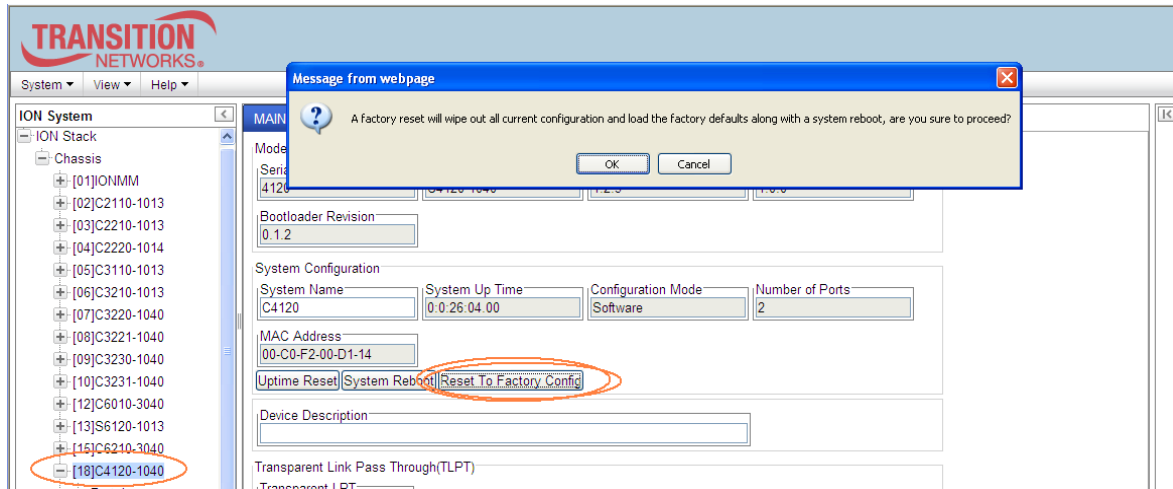 TRANSITION
NETWORKS®
System View Help
Message from webpage
A factory reset will wipe out all current configuration and load the factory defaults along with a system reboot, are you sure to proceed?
OK Cancel
ION System
ION Stack
Chassis
[01]IONMM
[02]C2110-1013
[03]C2210-1013
[04]C2220-1014
[05]C3110-1013
[06]C3210-1013
[07]C3220-1040
[08]C3221-1040
[09]C3230-1040
[10]C3231-1040
[12]C6010-3040
[13]S6120-1013
[15]C6210-3040
[18]C4120-1040
MAIN
Bootloader Revision
0.1.2
System Configuration
System Name System Up Time Configuration Mode Number of Ports
C4120 0:0:26:04.00 Software 2
MAC Address
00-C0-F2-00-D1-14
Uptime Reset System Reboot Reset To Factory Config
Device Description
Transparent Link Pass Through(TLPT)
Transparent LPT